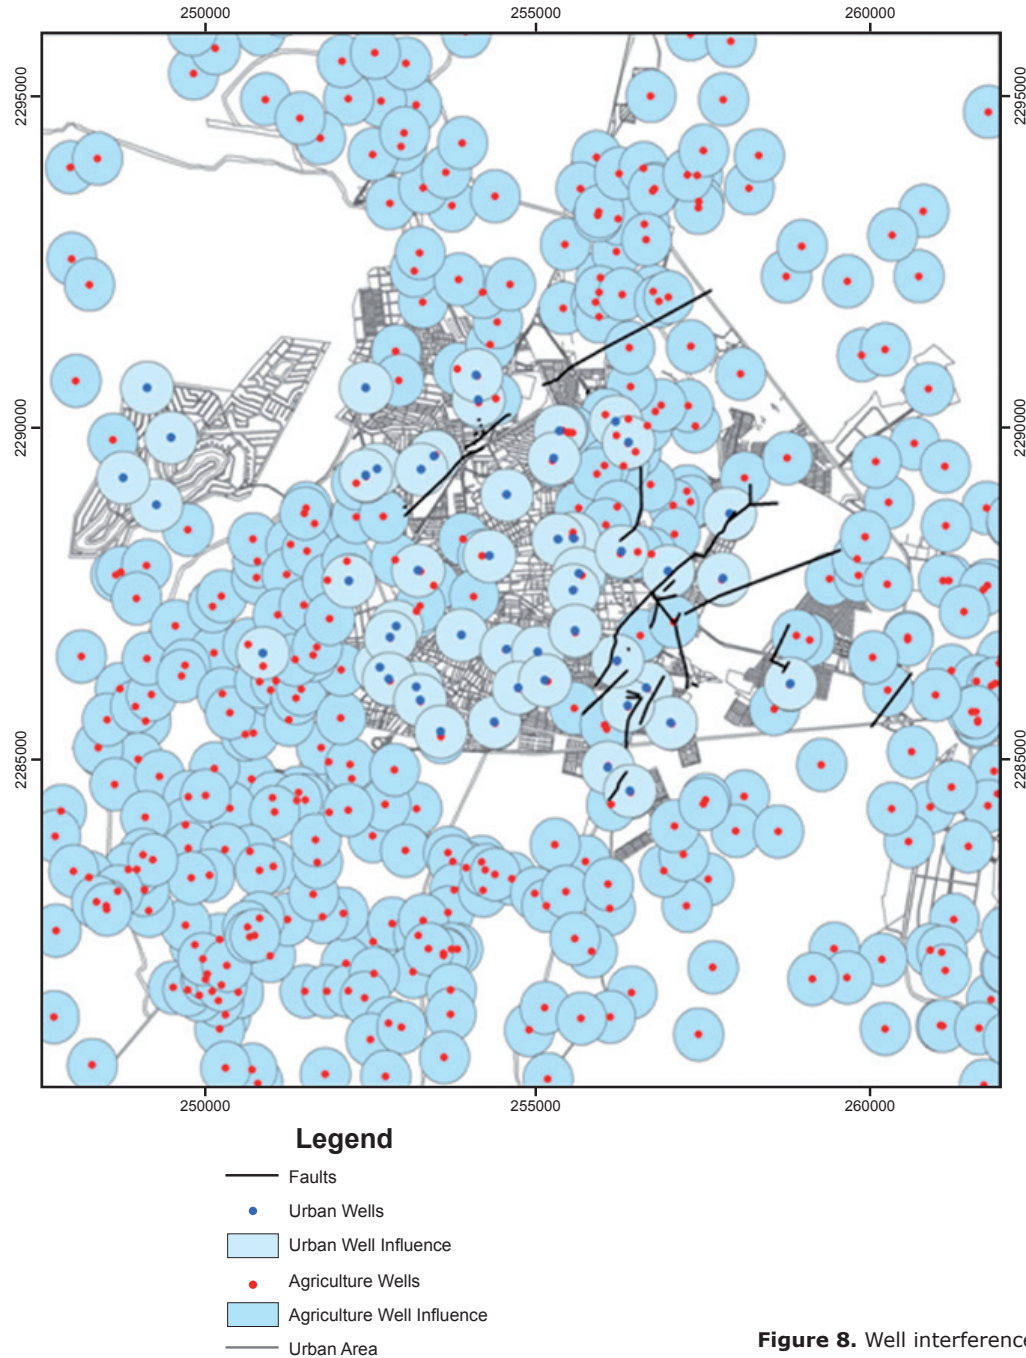 250000 255000 260000
2295000 2295000
2290000 2290000
2285000 2285000
250000 255000 260000
Legend
Faults
Urban Wells
Urban Well Influence
Agriculture Wells
Agriculture Well Influence
Urban Area
Figure 8. Well interference